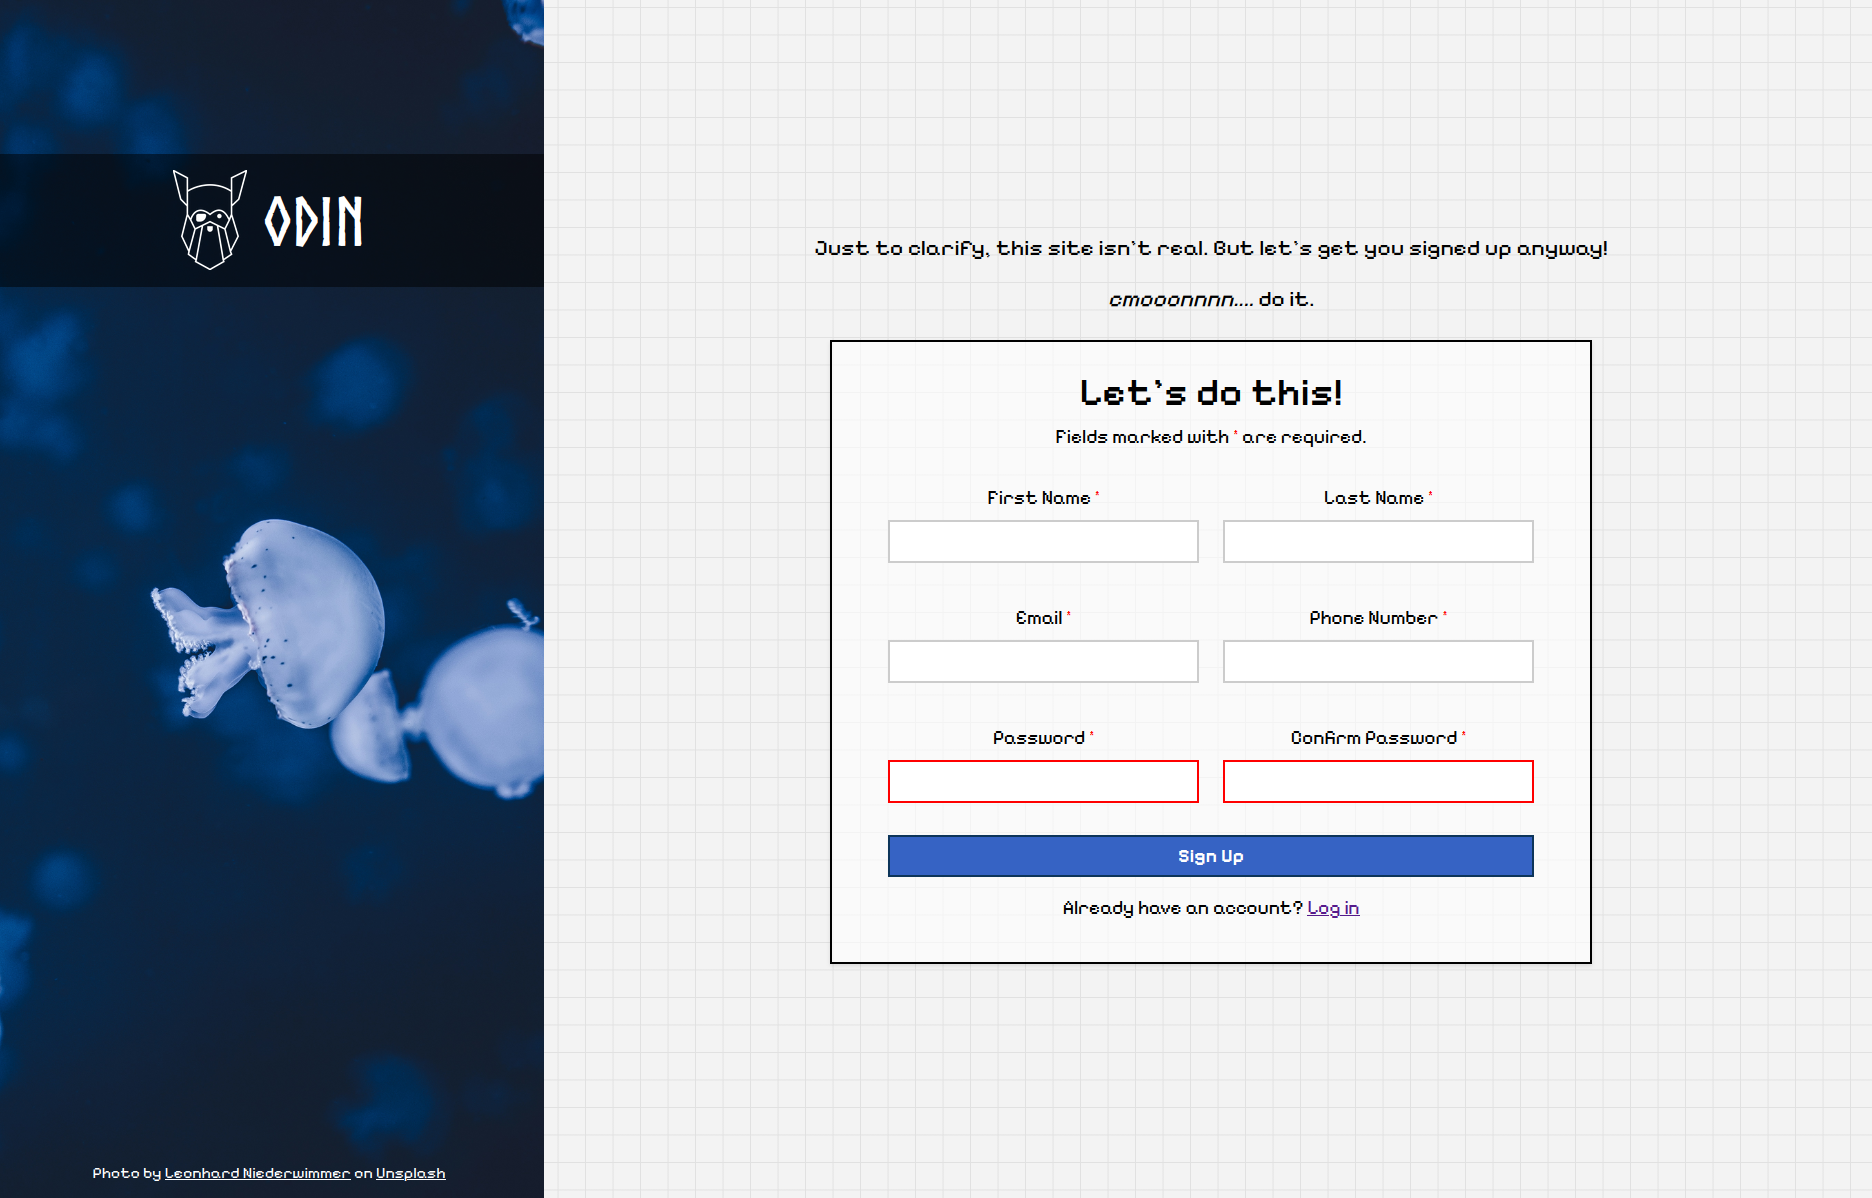 ODIN
Just to clarify, this site isn't real. But let's get you signed up anyway!
cmooonnnn.... do it.
Let's do this!
Fields marked with * are required.
First Name *
Last Name *
Email *
Phone Number *
Password *
Confirm Password *
Sign Up
Already have an account? Log in
Photo by Leonhard Niederwimmer on Unsplash